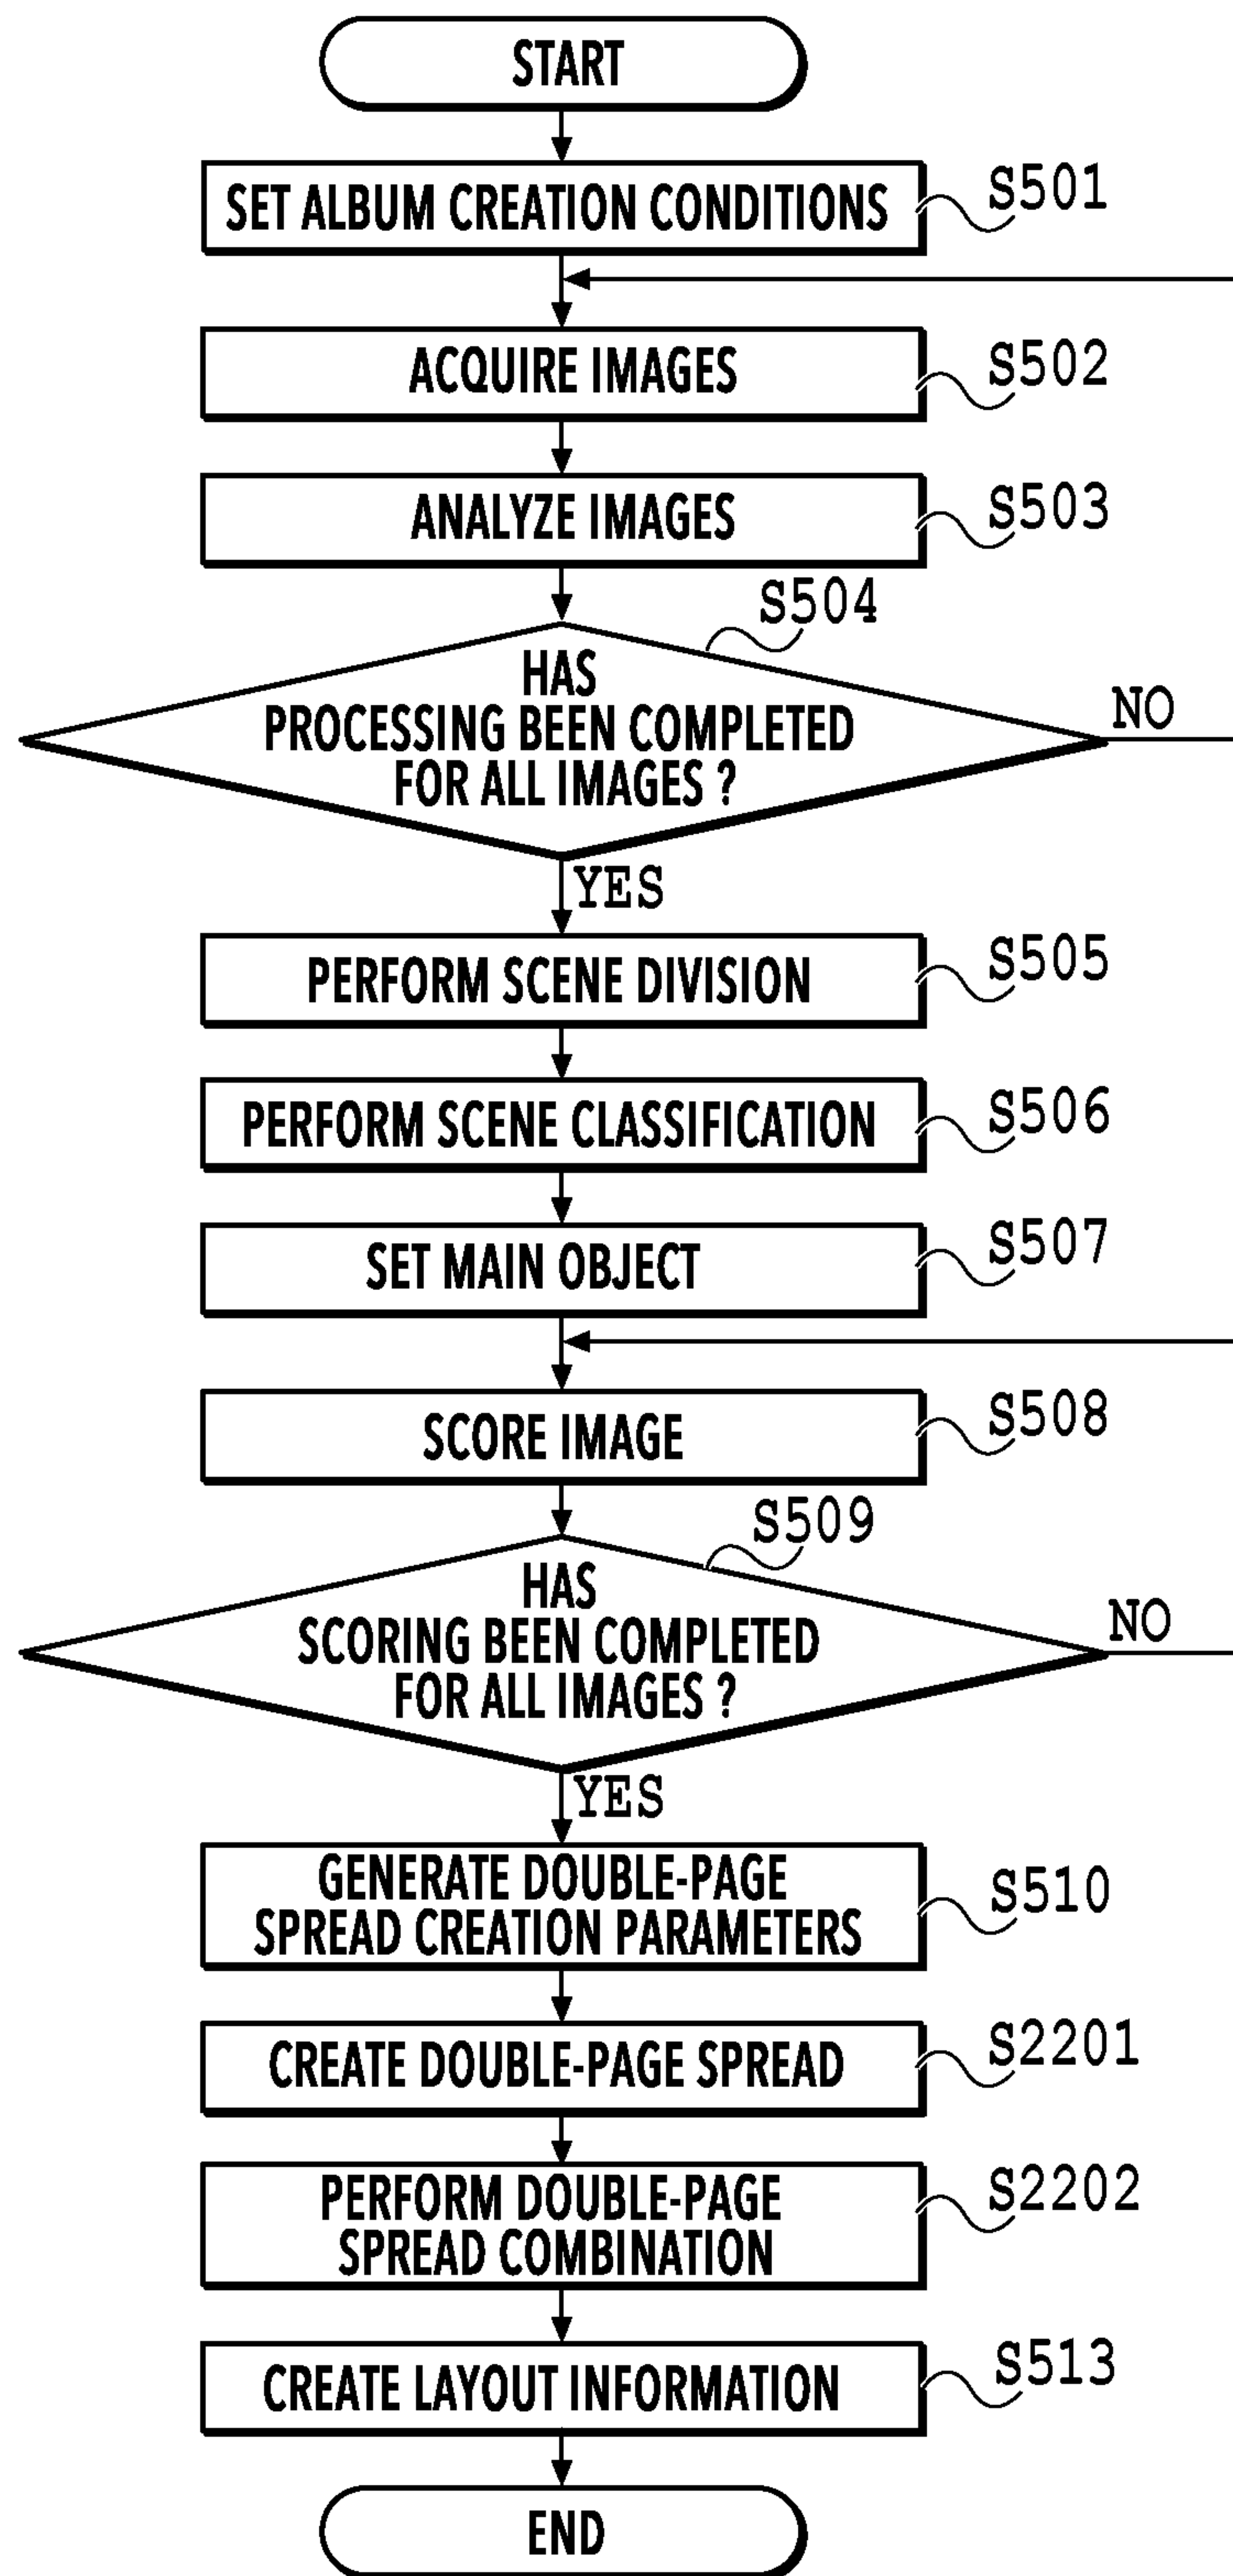 START
SET ALBUM CREATION CONDITIONS
S501
ACQUIRE IMAGES
S502
ANALYZE IMAGES
S503
S504
HAS
PROCESSING BEEN COMPLETED
FOR ALL IMAGES ?
NO
YES
PERFORM SCENE DIVISION
S505
PERFORM SCENE CLASSIFICATION
S506
SET MAIN OBJECT
S507
SCORE IMAGE
S508
S509
HAS
SCORING BEEN COMPLETED
FOR ALL IMAGES ?
NO
YES
GENERATE DOUBLE-PAGE
SPREAD CREATION PARAMETERS
S510
CREATE DOUBLE-PAGE SPREAD
S2201
PERFORM DOUBLE-PAGE
SPREAD COMBINATION
S2202
CREATE LAYOUT INFORMATION
S513
END